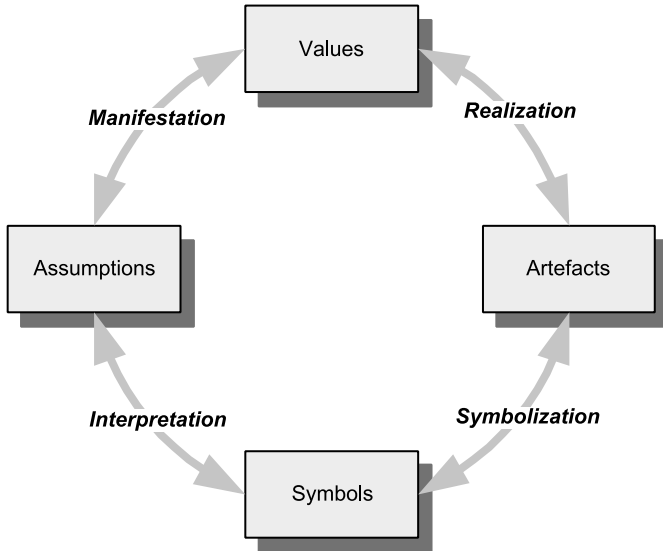 Values
Manifestation
Realization
Assumptions
Artefacts
Interpretation
Symbolization
Symbols